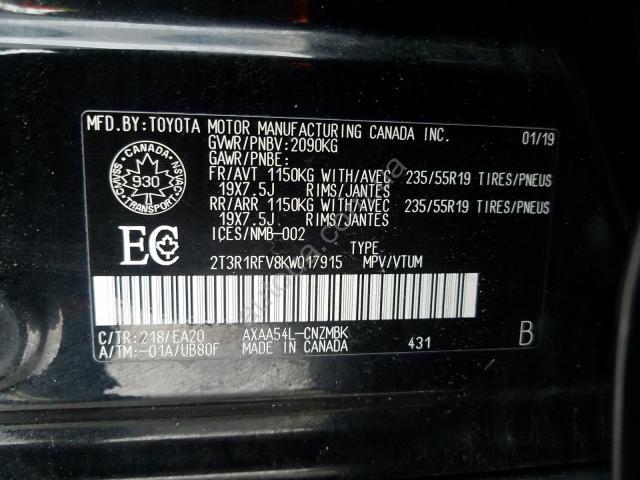 MFD.BY:TOYOTA MOTOR MANUFACTURING CANADA INC. 01/19
GVWR/PNBV:2090KG
GAWR/PNBE:
FR/AVT 1150KG WITH/AVEC 235/55R19 TIRES/PNEUS
19X7.5J RIMS/JANTES
RR/ARR 1150KG WITH/AVEC 235/55R19 TIRES/PNEUS
19X7.5J RIMS/JANTES
ICES/NMB-002
CMVSS NSVAC
930
TRANSPORT
EC
TYPE
2T3R1RFV8KW017915 MPV/VTUM
C/TR:218/EA20 AXAA54L-CNZMBK
A/TM:-01A/UB80F MADE IN CANADA 431 B